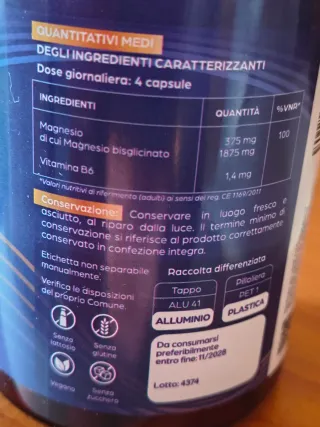 QUANTITATIVI MEDI
DEGLI INGREDIENTI CARATTERIZZANTI
Dose giornaliera: 4 capsule
INGREDIENTI QUANTITÀ %VNR*
Magnesio 375 mg 100
di cui Magnesio bisglicinato 1875 mg
Vitamina B6 1,4 mg
*Valori nutritivi di riferimento (adulti) ai sensi del reg. CE 1169/2011
Conservazione: Conservare in luogo fresco e
asciutto, al riparo dalla luce. Il termine minimo di
conservazione si riferisce al prodotto correttamente
conservato in confezione integra.
Etichetta non separabile
manualmente.
Verifica le disposizioni
del proprio Comune.
Raccolta differenziata
Tappo Pilloliera
ALU 41 PET 1
ALLUMINIO PLASTICA
Senza
lattosio
Senza
glutine
Vegano
Senza
zucchero
Da consumarsi
preferibilmente
entro fine: 11/2028
Lotto: 4374